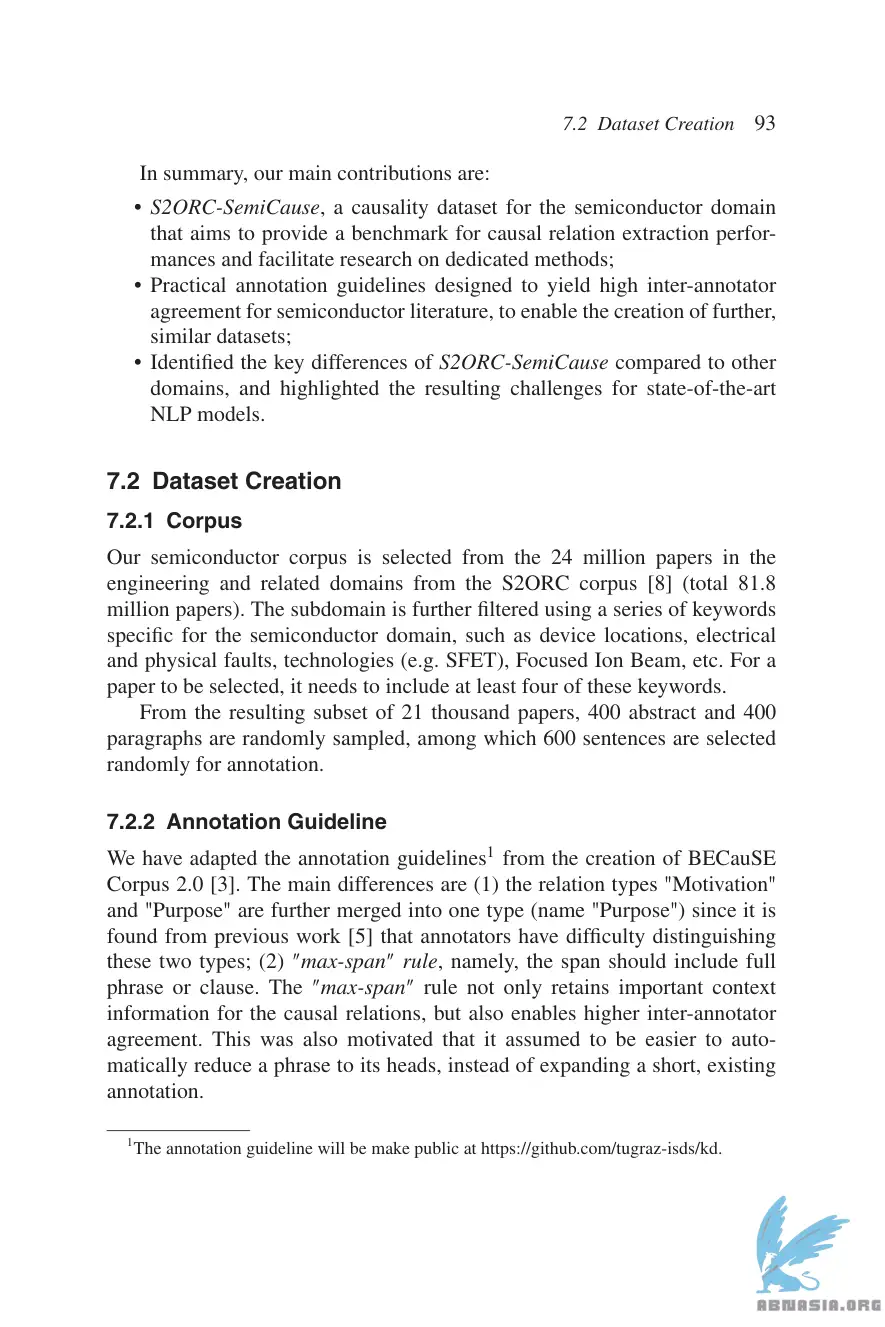 7.2 Dataset Creation 93
In summary, our main contributions are:
• S2ORC-SemiCause, a causality dataset for the semiconductor domain
that aims to provide a benchmark for causal relation extraction perfor-
mances and facilitate research on dedicated methods;
• Practical annotation guidelines designed to yield high inter-annotator
agreement for semiconductor literature, to enable the creation of further,
similar datasets;
• Identified the key differences of S2ORC-SemiCause compared to other
domains, and highlighted the resulting challenges for state-of-the-art
NLP models.
7.2 Dataset Creation
7.2.1 Corpus
Our semiconductor corpus is selected from the 24 million papers in the
engineering and related domains from the S2ORC corpus [8] (total 81.8
million papers). The subdomain is further filtered using a series of keywords
specific for the semiconductor domain, such as device locations, electrical
and physical faults, technologies (e.g. SFET), Focused Ion Beam, etc. For a
paper to be selected, it needs to include at least four of these keywords.
From the resulting subset of 21 thousand papers, 400 abstract and 400
paragraphs are randomly sampled, among which 600 sentences are selected
randomly for annotation.
7.2.2 Annotation Guideline
We have adapted the annotation guidelines1 from the creation of BECauSE
Corpus 2.0 [3]. The main differences are (1) the relation types "Motivation"
and "Purpose" are further merged into one type (name "Purpose") since it is
found from previous work [5] that annotators have difficulty distinguishing
these two types; (2) "max-span" rule, namely, the span should include full
phrase or clause. The "max-span" rule not only retains important context
information for the causal relations, but also enables higher inter-annotator
agreement. This was also motivated that it assumed to be easier to auto-
matically reduce a phrase to its heads, instead of expanding a short, existing
annotation.
1The annotation guideline will be make public at https://github.com/tugraz-isds/kd.
ABNASIA.ORG